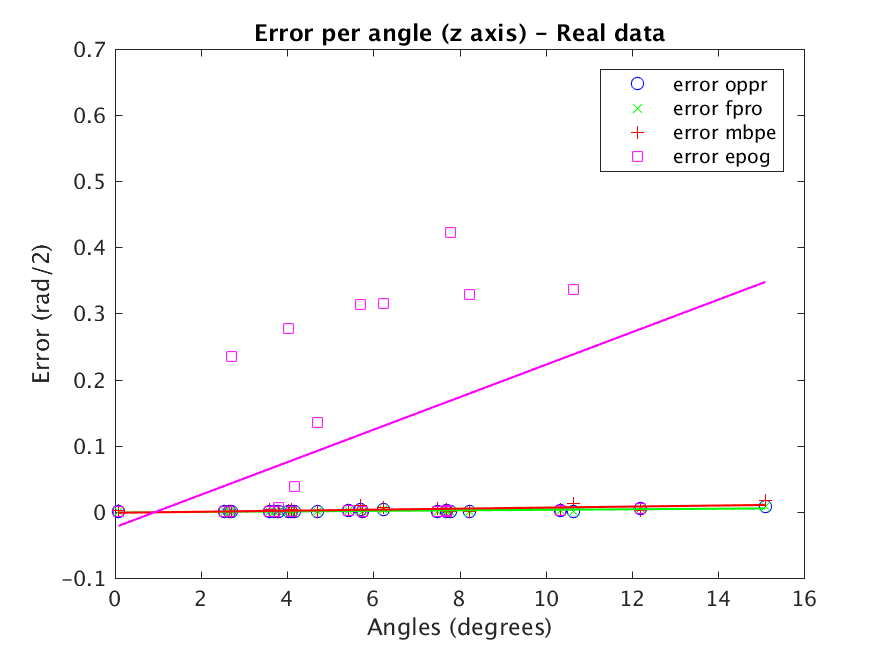 Error per angle (z axis) - Real data
0.7
0.6
0.5
0.4
0.3
0.2
0.1
0
-0.1
Error (rad/2)
error oppr
error fpro
error mbpe
error epog
0 2 4 6 8 10 12 14 16
Angles (degrees)